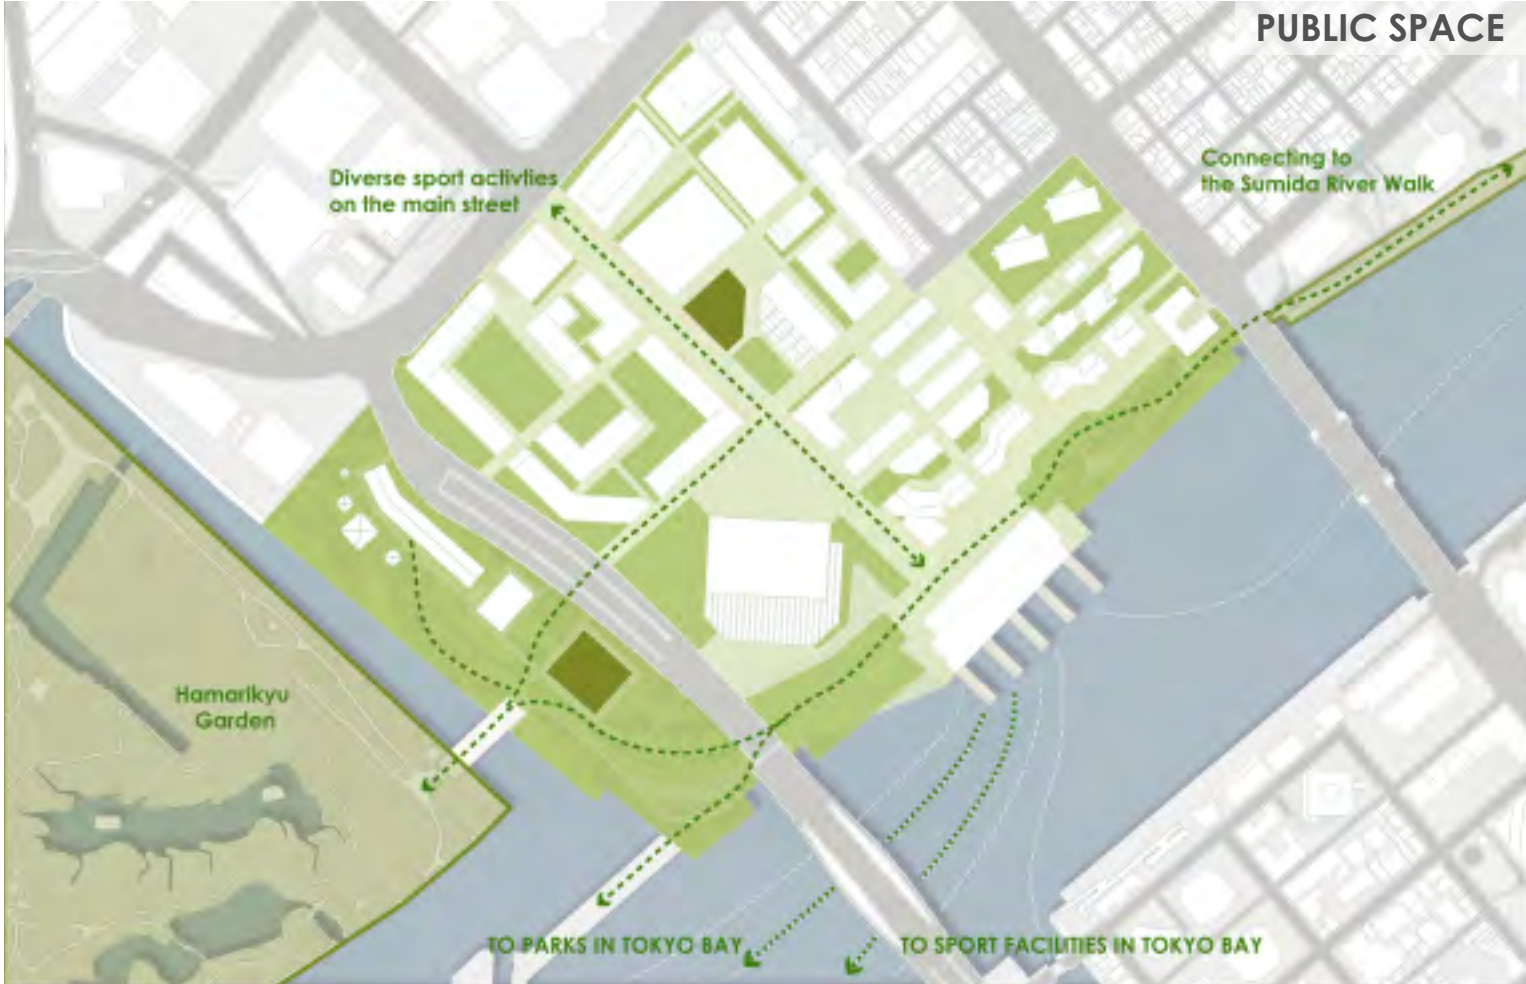 PUBLIC SPACE
Diverse sport activties
on the main street
Connecting to
the Sumida River Walk
Hamarikyu
Garden
TO PARKS IN TOKYO BAY
TO SPORT FACILITIES IN TOKYO BAY